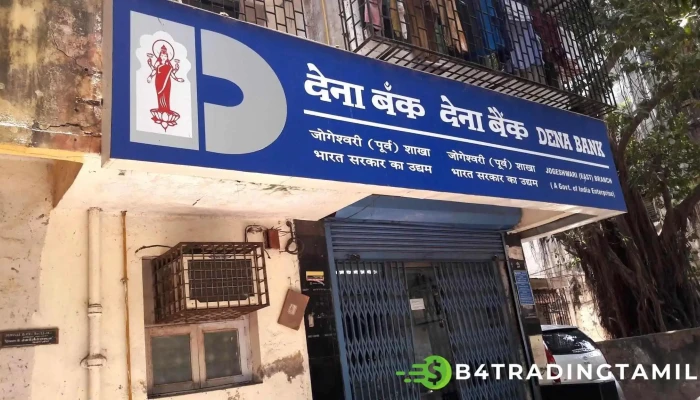 देना बँक देना बैंक DENA BANK
जोगेश्वरी (पूर्व) शाखा जोगेश्वरी (पूर्व) शाखा JOGESHWARI (EAST) BRANCH
भारत सरकार का उद्यम भारत सरकार का उद्यम (A Govt. of India Enterprise)
B4TRADINGTAMIL